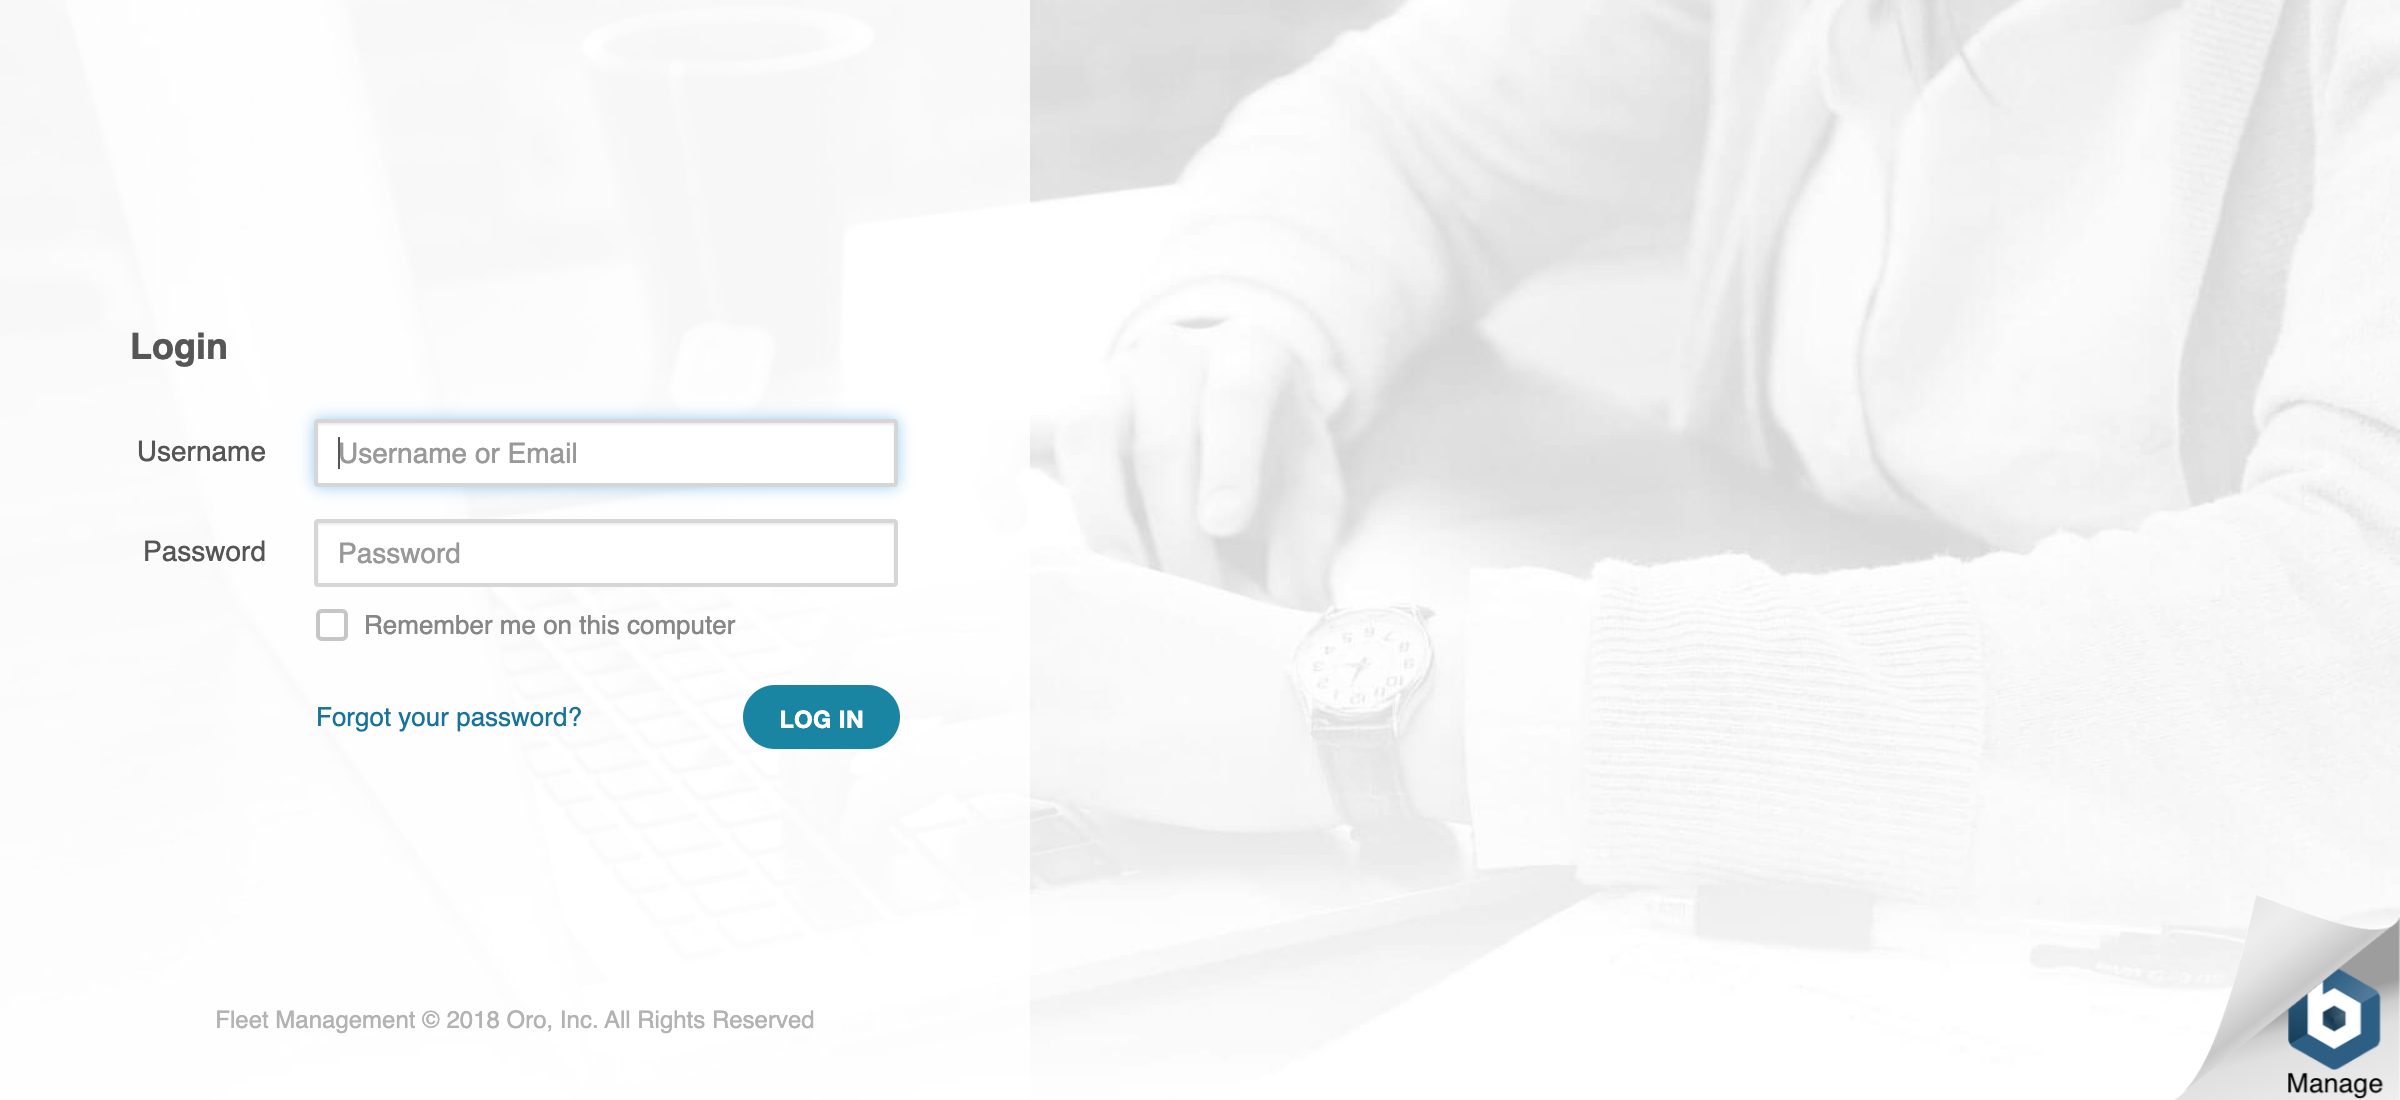 Login
Username
Username or Email
Password
Password
Remember me on this computer
Forgot your password?
LOG IN
Fleet Management © 2018 Oro, Inc. All Rights Reserved
Manage